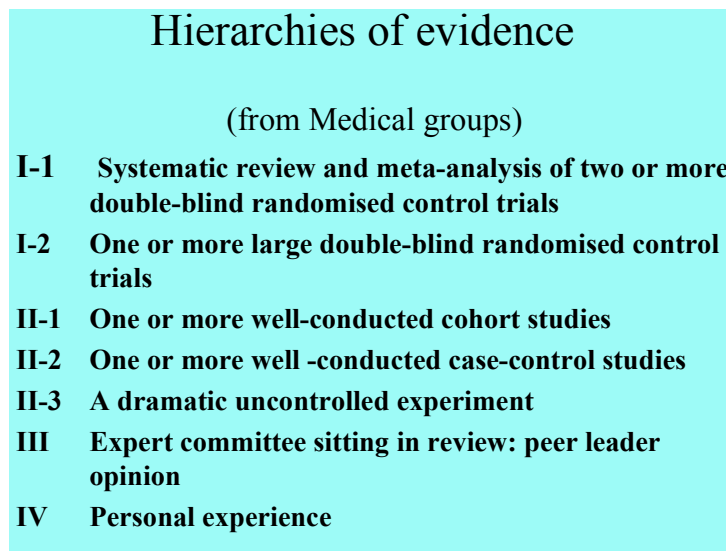 Hierarchies of evidence
(from Medical groups)
I-1 Systematic review and meta-analysis of two or more
double-blind randomised control trials
I-2 One or more large double-blind randomised control
trials
II-1 One or more well-conducted cohort studies
II-2 One or more well -conducted case-control studies
II-3 A dramatic uncontrolled experiment
III Expert committee sitting in review: peer leader
opinion
IV Personal experience